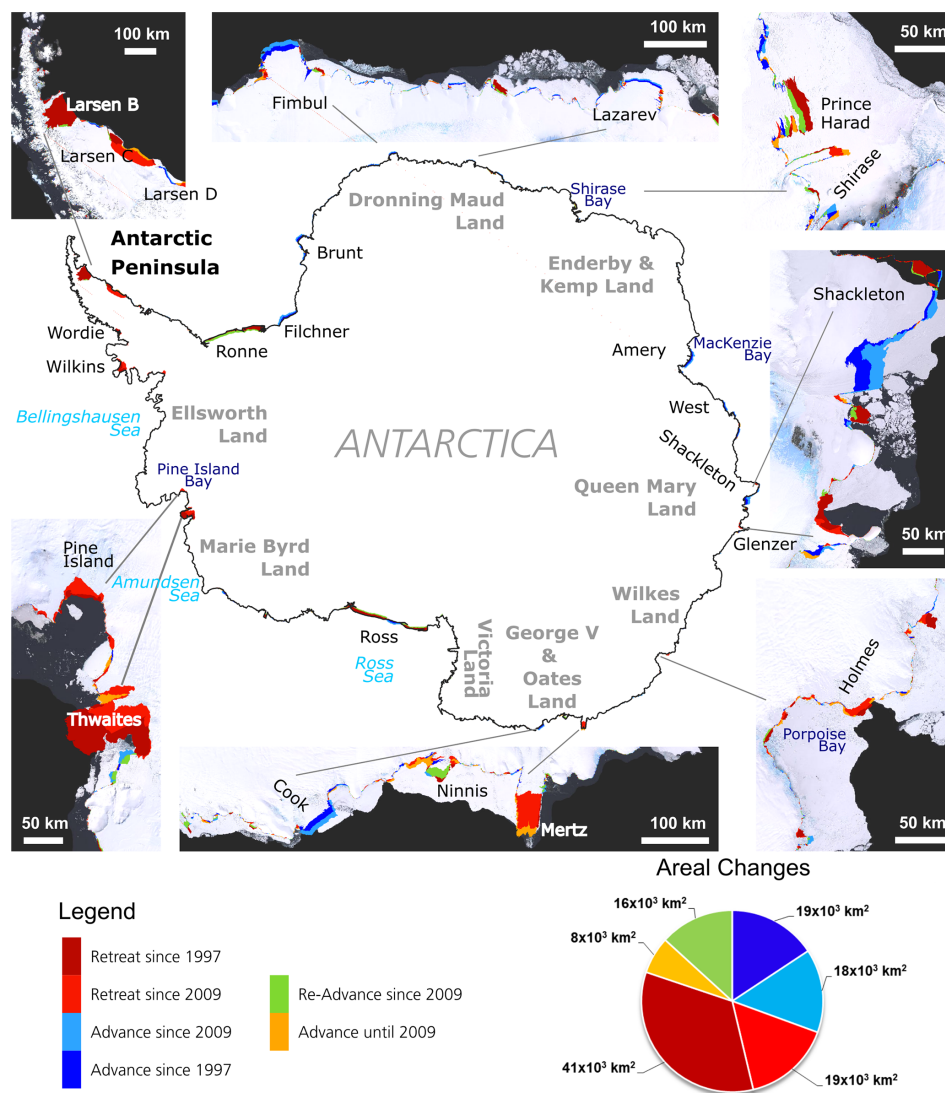 100 km
Larsen B
Larsen C
Larsen D
100 km
Fimbul
Lazarev
50 km
Prince
Harad
Shirase
Antarctic
Peninsula
Dronning Maud
Land
Shirase
Bay
Enderby &
Kemp Land
Brunt
Filchner
Ronne
Wordie
Wilkins
Bellingshausen
Sea
Ellsworth
Land
ANTARCTICA
Amery
MacKenzie
Bay
West
Shackleton
Shackleton
50 km
Queen Mary
Land
Glenzer
Pine Island
Bay
Marie Byrd
Land
Amundsen
Sea
Pine
Island
Thwaites
50 km
Ross
Ross
Sea
Victoria
Land
George V
&
Oates
Land
Wilkes
Land
Holmes
Porpoise
Bay
50 km
Cook
Ninnis
Mertz
100 km
Legend
Retreat since 1997
Retreat since 2009
Advance since 2009
Advance since 1997
Re-Advance since 2009
Advance until 2009
Areal Changes
16x10³ km²
19x10³ km²
8x10³ km²
18x10³ km²
41x10³ km²
19x10³ km²